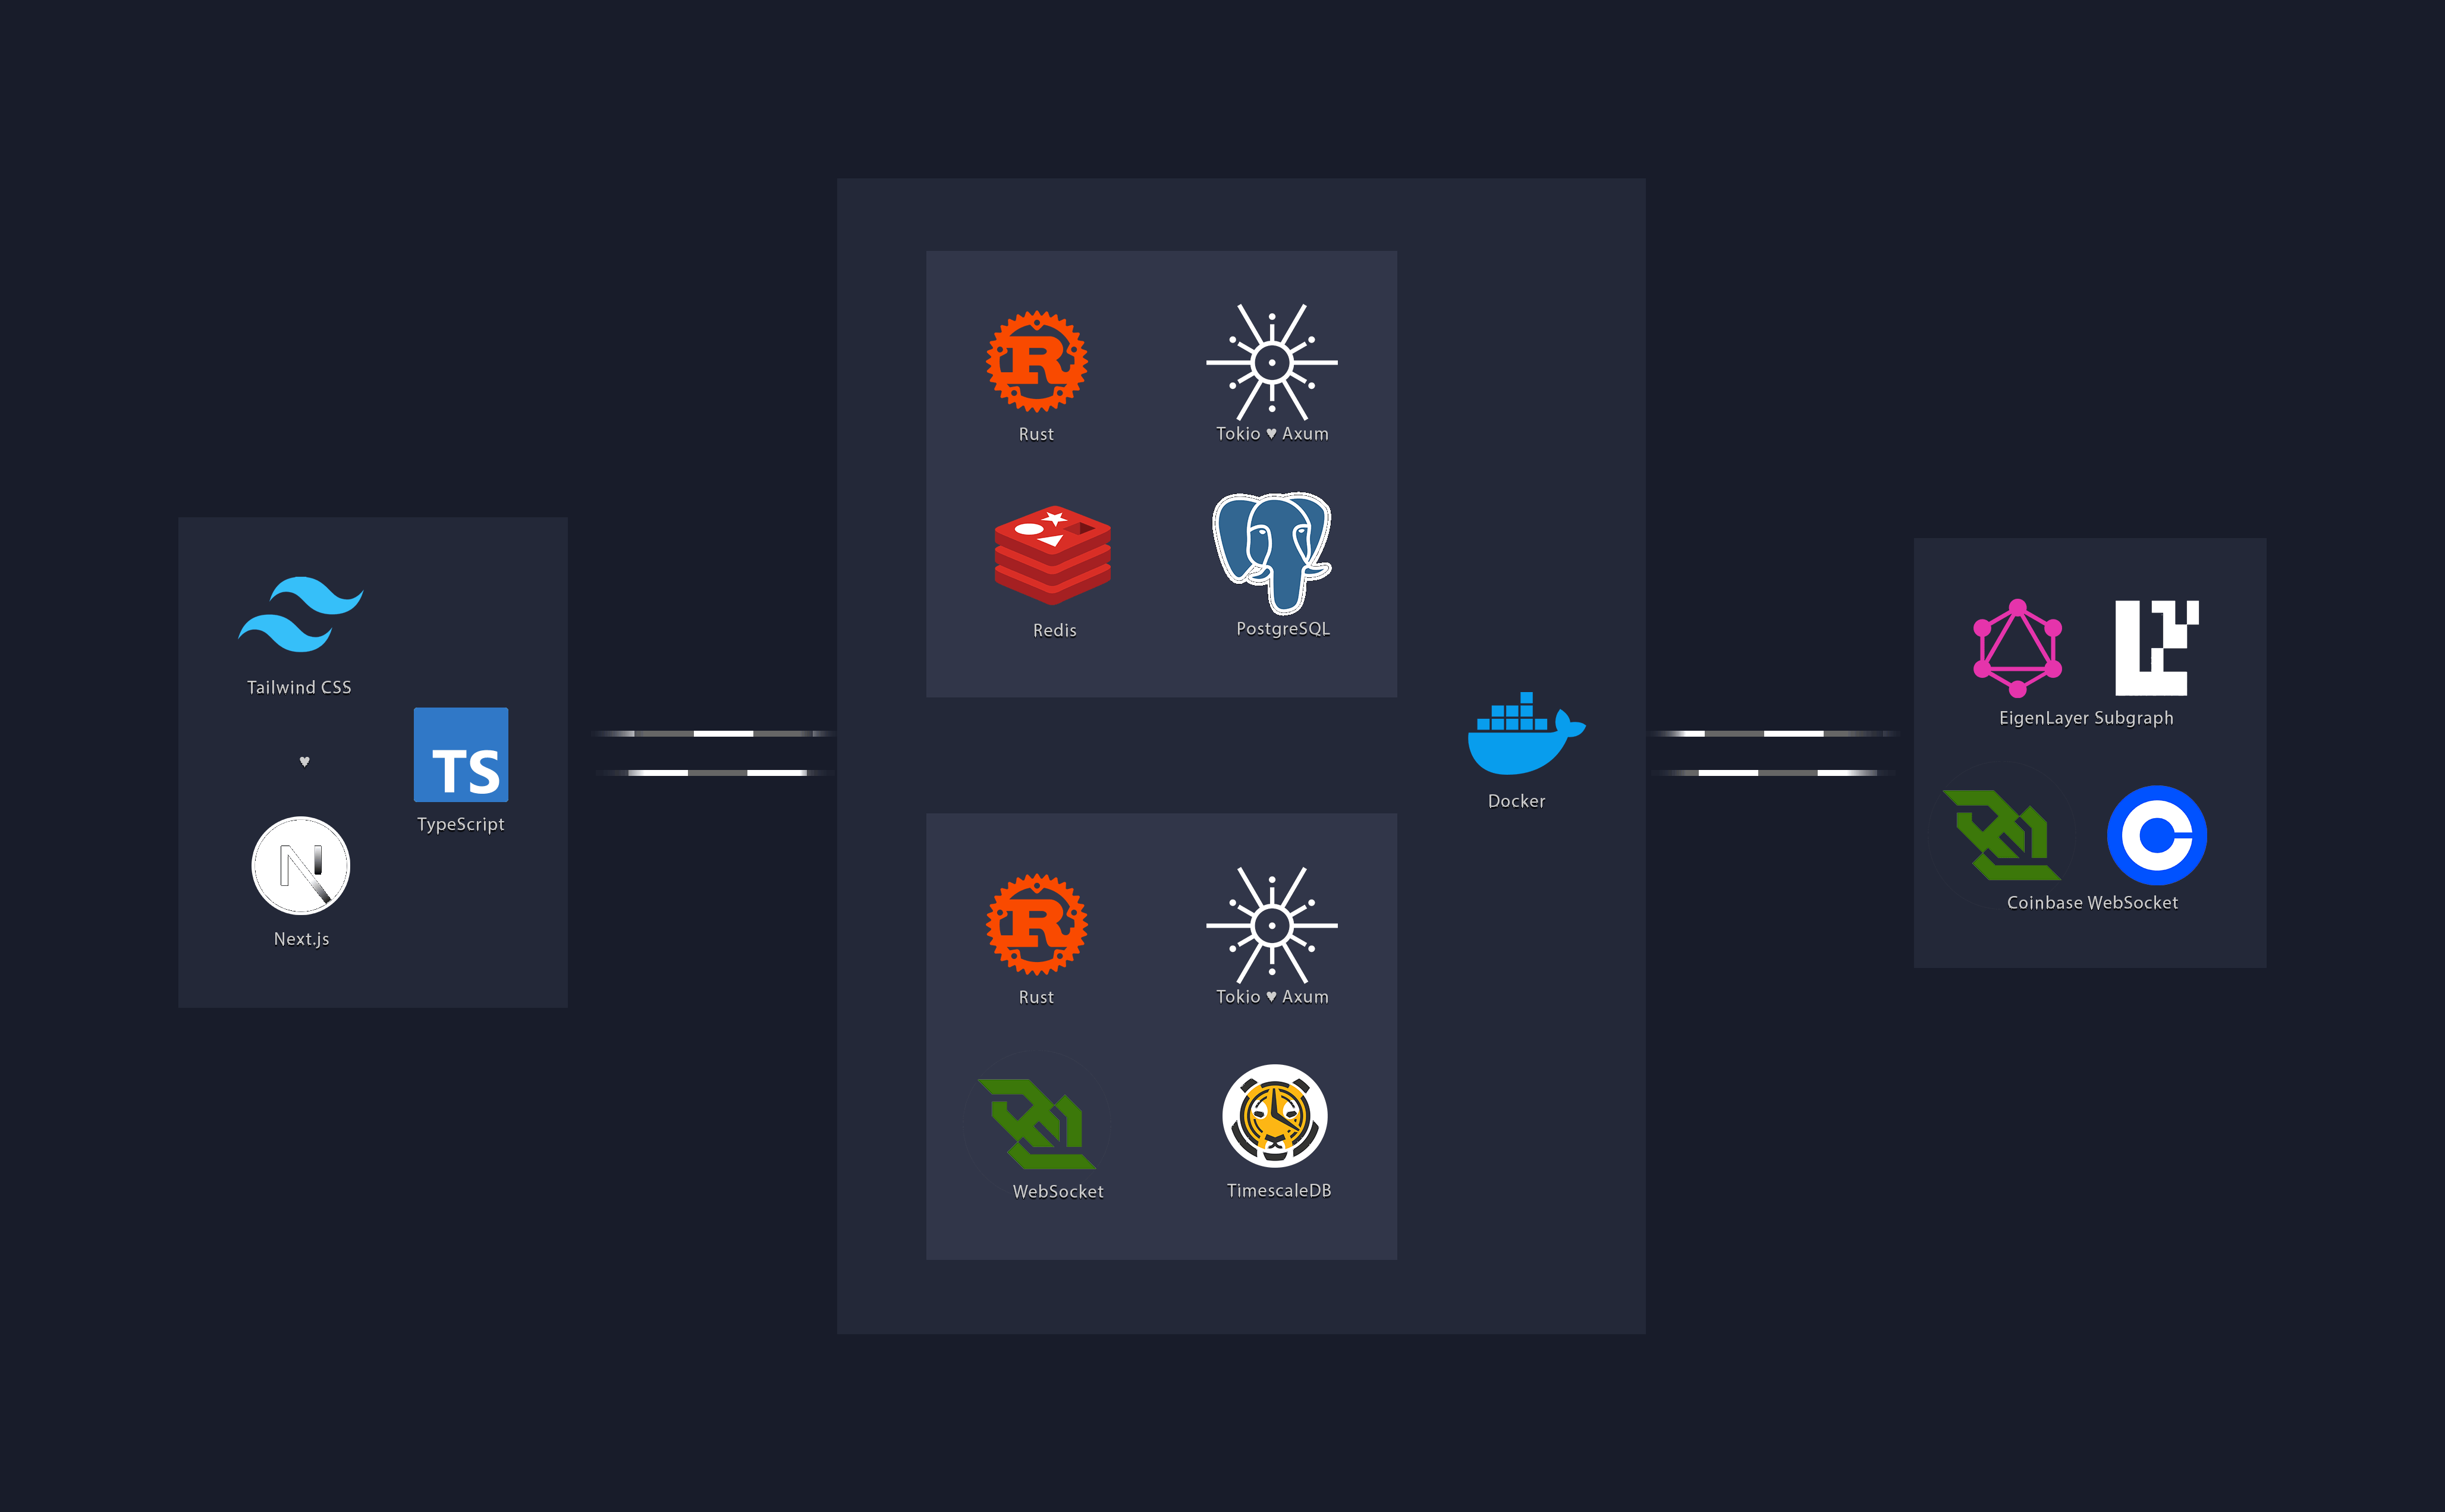 Tailwind CSS
♥
Next.js
TS
TypeScript
R
Rust
Tokio ♥ Axum
Redis
PostgreSQL
R
Rust
Tokio ♥ Axum
WebSocket
TimescaleDB
Docker
EigenLayer Subgraph
Coinbase WebSocket